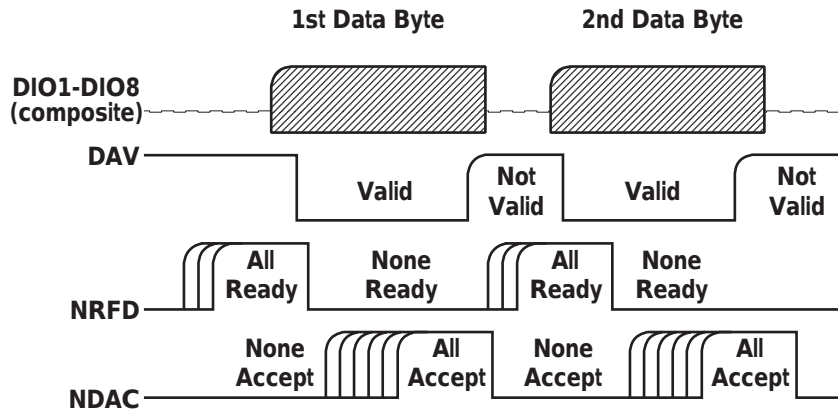 1st Data Byte 2nd Data Byte
DIO1-DIO8
(composite)
DAV
Valid
Not
Valid
Valid
Not
Valid
NRFD
All
Ready
None
Ready
All
Ready
None
Ready
NDAC
None
Accept
All
Accept
None
Accept
All
Accept